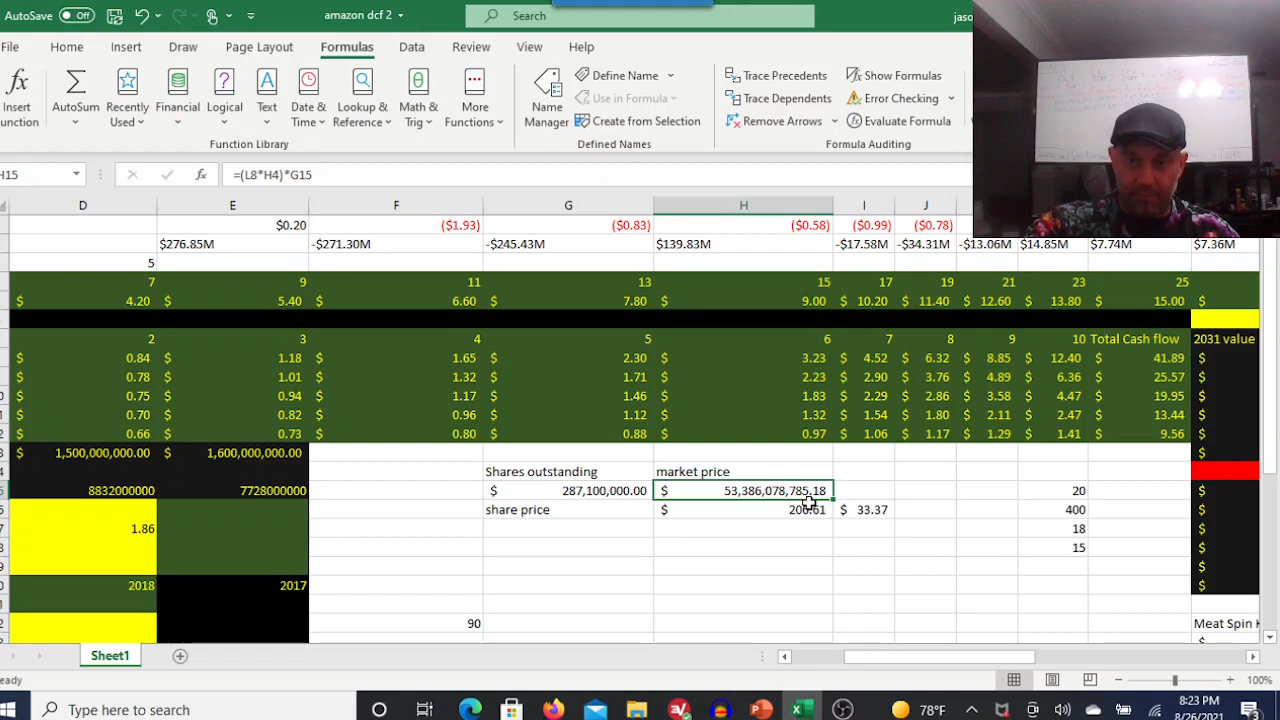 AutoSave Off amazon dcf 2 Search jaso
File Home Insert Draw Page Layout Formulas Data Review View Help
fx Insert unction
Σ AutoSum
Recently Used
Financial
Logical
Text
Date & Time
Lookup & Reference
Math & Trig
More Functions
Function Library
Name Manager
Define Name
Use in Formula
Create from Selection
Defined Names
Trace Precedents
Trace Dependents
Remove Arrows
Show Formulas
Error Checking
Evaluate Formula
Formula Auditing
H15 fx =(L8*H4)*G15
D E F G H I J
$0.20 ($1.93) ($0.83) ($0.58) ($0.99) ($0.78)
$276.85M -$271.30M -$245.43M $139.83M -$17.58M -$34.31M -$13.06M $14.85M $7.74M $7.36M
5
7 9 11 13 15 17 19 21 23 25
$ 4.20 $ 5.40 $ 6.60 $ 7.80 $ 9.00 $ 10.20 $ 11.40 $ 12.60 $ 13.80 $ 15.00 $
2 3 4 5 6 7 8 9 10 Total Cash flow 2031 value
$ 0.84 $ 1.18 $ 1.65 $ 2.30 $ 3.23 $ 4.52 $ 6.32 $ 8.85 $ 12.40 $ 41.89 $
$ 0.78 $ 1.01 $ 1.32 $ 1.71 $ 2.23 $ 2.90 $ 3.76 $ 4.89 $ 6.36 $ 25.57 $
$ 0.75 $ 0.94 $ 1.17 $ 1.46 $ 1.83 $ 2.29 $ 2.86 $ 3.58 $ 4.47 $ 19.95 $
$ 0.70 $ 0.82 $ 0.96 $ 1.12 $ 1.32 $ 1.54 $ 1.80 $ 2.11 $ 2.47 $ 13.44 $
$ 0.66 $ 0.73 $ 0.80 $ 0.88 $ 0.97 $ 1.06 $ 1.17 $ 1.29 $ 1.41 $ 9.56 $
$ 1,500,000,000.00 $ 1,600,000,000.00 $
Shares outstanding market price
8832000000 7728000000 $ 287,100,000.00 $ 53,386,078,785.18 20 $
share price $ 200.61 $ 33.37 400 $
1.86 18 $
15 $
$
2018 2017 $
90 Meat Spin
Sheet1
eady 100%
Type here to search 78°F 8:23 PM
8/26/2021 3